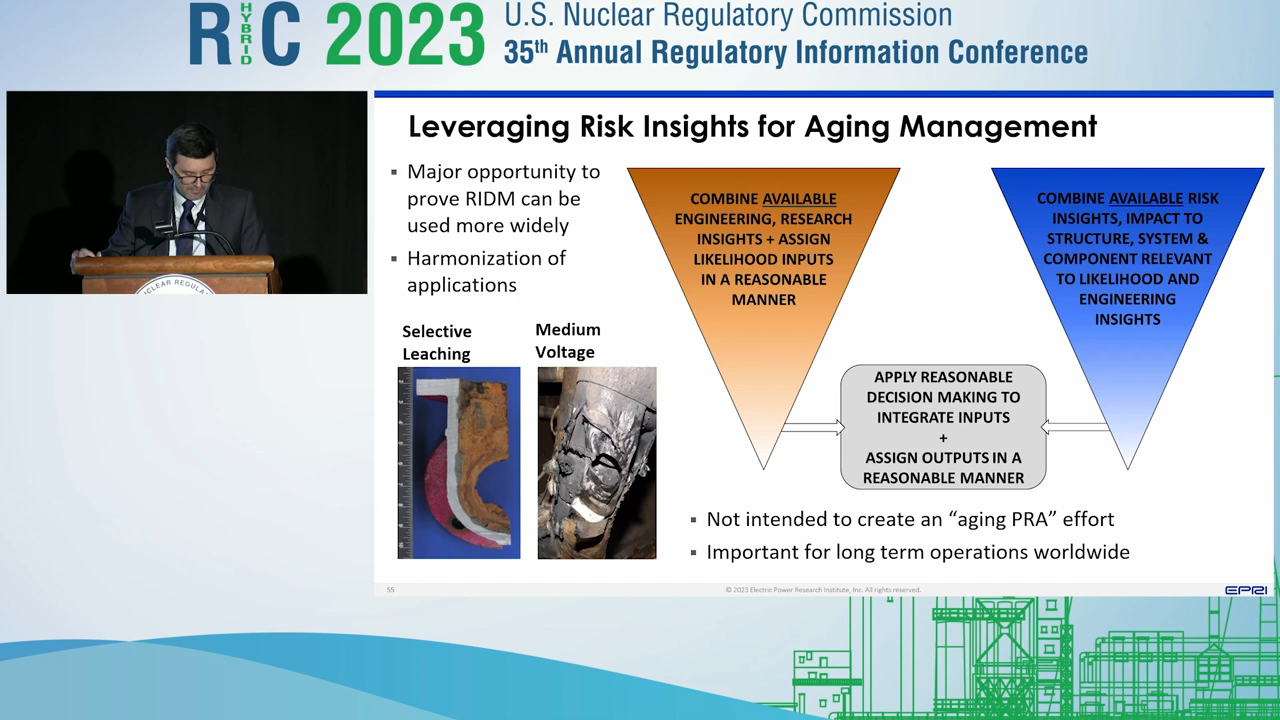 RIC 2023
HYBRID
U.S. Nuclear Regulatory Commission
35th Annual Regulatory Information Conference
NUCLEAR REGULA
Leveraging Risk Insights for Aging Management
▪ Major opportunity to
prove RIDM can be
used more widely
▪ Harmonization of
applications
Selective
Leaching
Medium
Voltage
COMBINE AVAILABLE
ENGINEERING, RESEARCH
INSIGHTS + ASSIGN
LIKELIHOOD INPUTS
IN A REASONABLE
MANNER
COMBINE AVAILABLE RISK
INSIGHTS, IMPACT TO
STRUCTURE, SYSTEM &
COMPONENT RELEVANT
TO LIKELIHOOD AND
ENGINEERING
INSIGHTS
APPLY REASONABLE
DECISION MAKING TO
INTEGRATE INPUTS
+
ASSIGN OUTPUTS IN A
REASONABLE MANNER
▪ Not intended to create an “aging PRA” effort
▪ Important for long term operations worldwide
55
© 2023 Electric Power Research Institute, Inc. All rights reserved.
EPRI